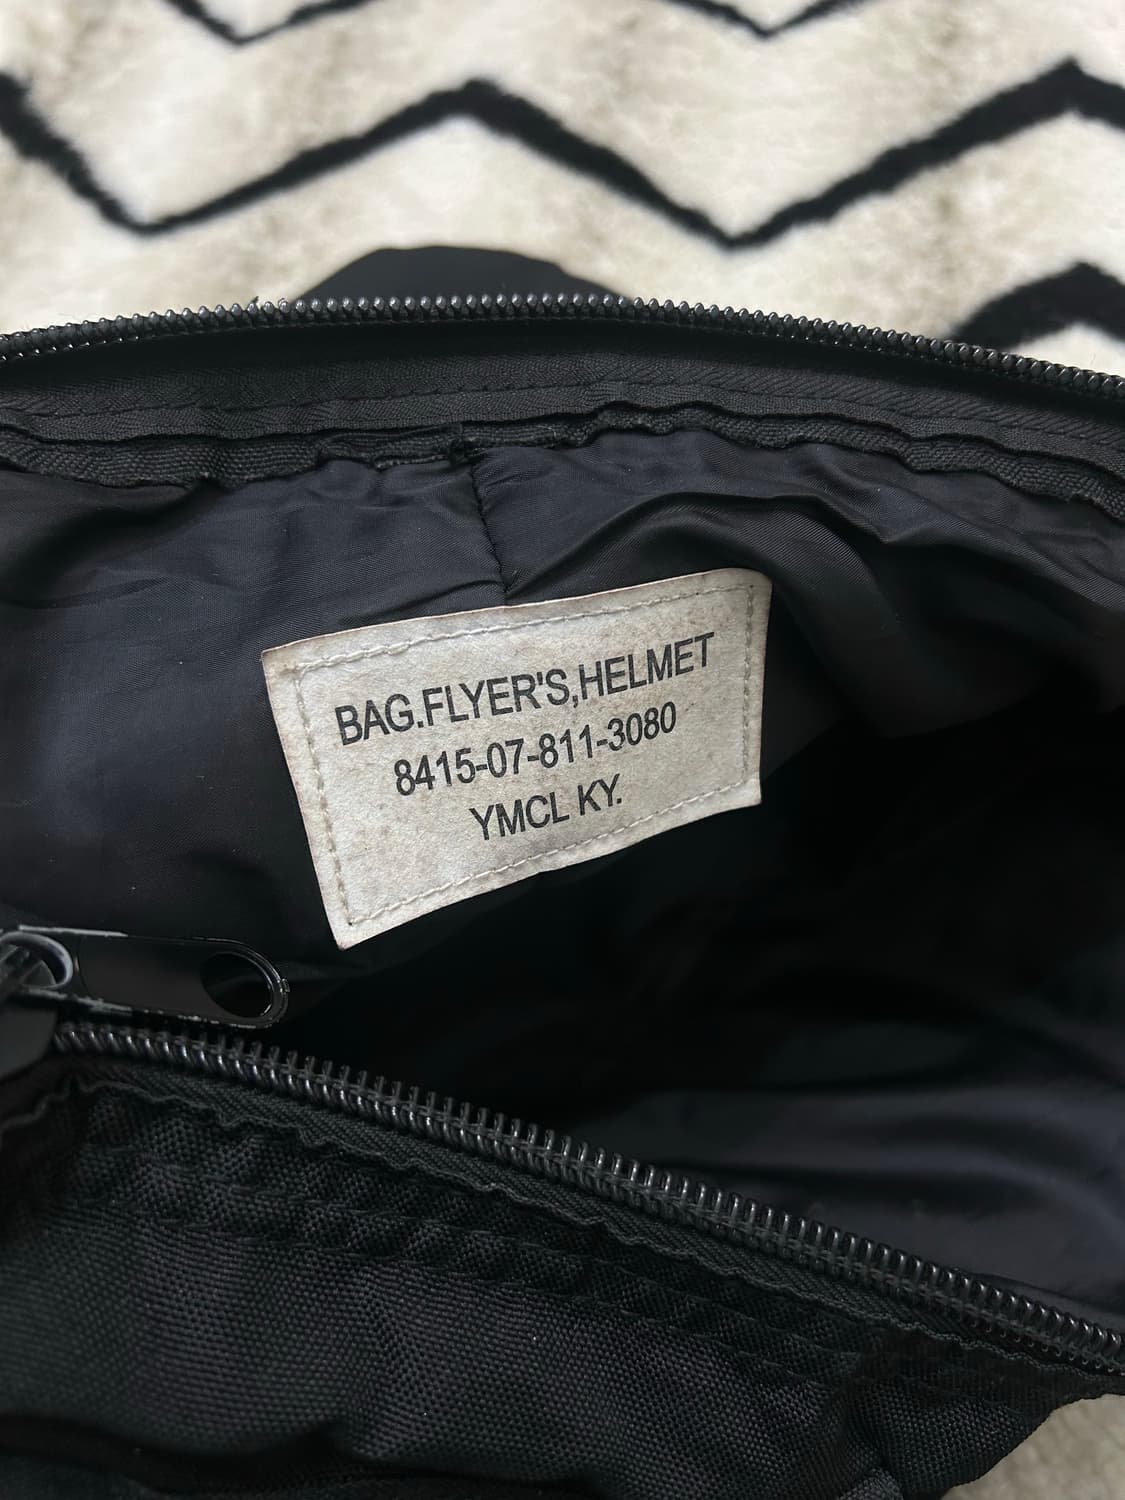 BAG.FLYER'S,HELMET
8415-07-811-3080
YMCL KY.